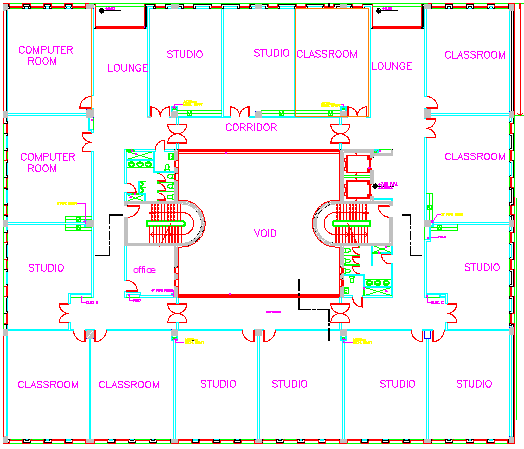 COMPUTER
ROOM
LOUNGE
STUDIO
STUDIO
CLASSROOM
LOUNGE
CLASSROOM
CORRIDOR
COMPUTER
ROOM
CLASSROOM
VOID
STUDIO
office
STUDIO
CLASSROOM
CLASSROOM
STUDIO
STUDIO
STUDIO
STUDIO